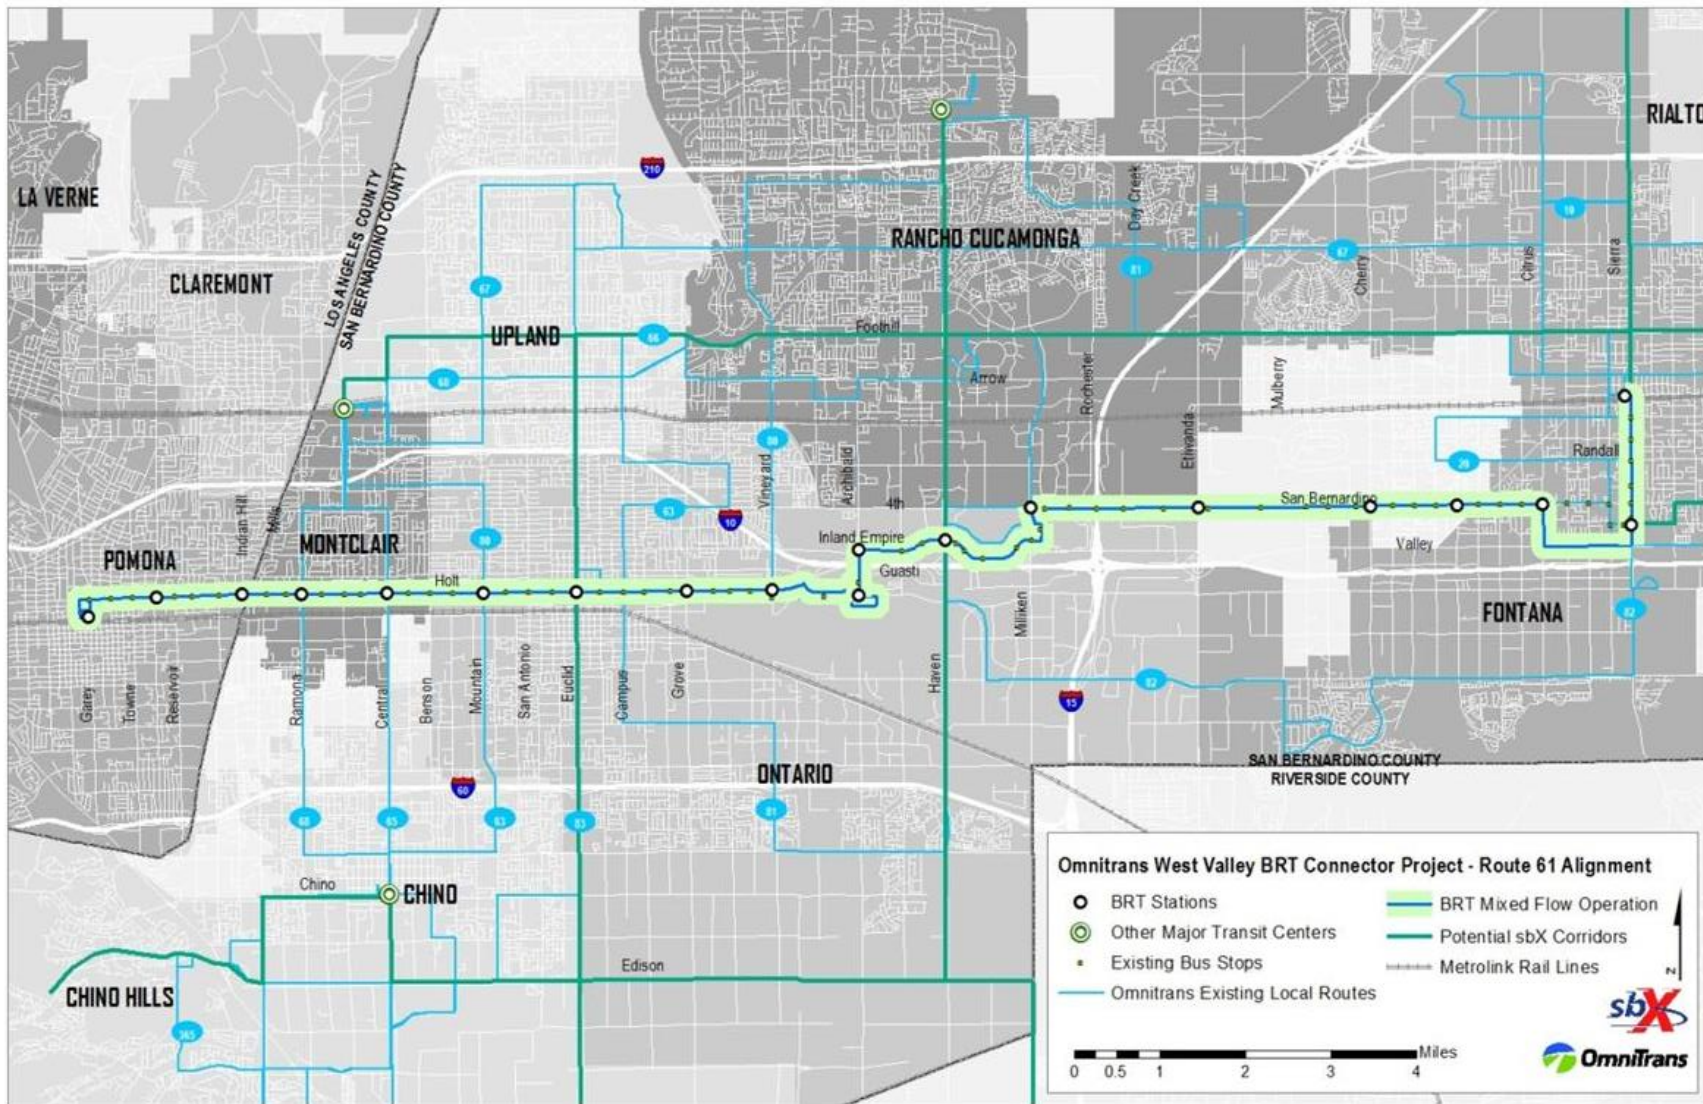 RIALTO
210
LA VERNE
LOS ANGELES COUNTY
SAN BERNARDINO COUNTY
Day Creek
19
RANCHO CUCAMONGA
67
Cherry
Citrus
Sierra
CLAREMONT
81
67
UPLAND
66
Foothill
68
Arrow
Rochester
Mulberry
80
Vineyard
Archibald
Etiwanda
Randall
20
Indian Hill
Mills
4th
San Bernardino
63
10
POMONA
MONTCLAIR
80
Inland Empire
Valley
Holt
Guasti
Milliken
FONTANA
82
Garey
Towne
Reservoir
Ramona
Central
Benson
Mountain
San Antonio
Euclid
Campus
Grove
Haven
82
15
SAN BERNARDINO COUNTY
RIVERSIDE COUNTY
60
ONTARIO
68
65
63
83
81
Chino
CHINO
Edison
CHINO HILLS
365
Omnitrans West Valley BRT Connector Project - Route 61 Alignment
BRT Stations
BRT Mixed Flow Operation
Other Major Transit Centers
Potential sbX Corridors
Existing Bus Stops
Metrolink Rail Lines
Omnitrans Existing Local Routes
N
sbX
Miles
0 0.5 1 2 3 4
OmniTrans